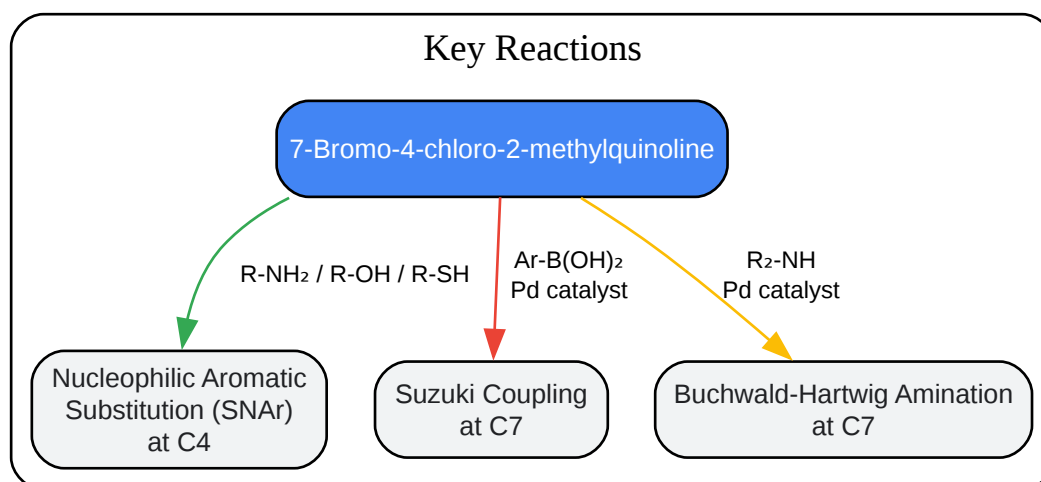 Key Reactions
7-Bromo-4-chloro-2-methylquinoline
R-NH₂ / R-OH / R-SH
Ar-B(OH)₂
Pd catalyst
R₂-NH
Pd catalyst
Nucleophilic Aromatic
Substitution (SNAr)
at C4
Suzuki Coupling
at C7
Buchwald-Hartwig Amination
at C7